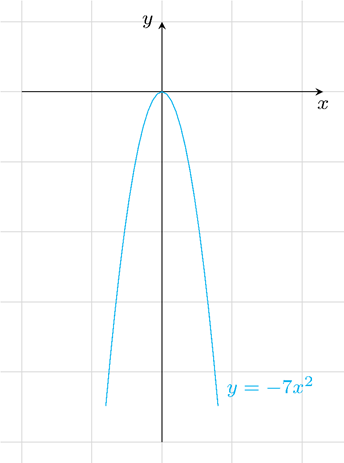 y
x
y = −7x²